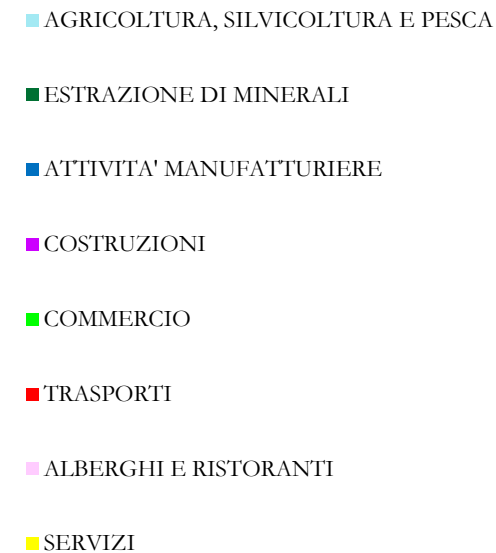 AGRICOLTURA, SILVICOLTURA E PESCA
ESTRAZIONE DI MINERALI
ATTIVITA' MANUFATTURIERE
COSTRUZIONI
COMMERCIO
TRASPORTI
ALBERGHI E RISTORANTI
SERVIZI